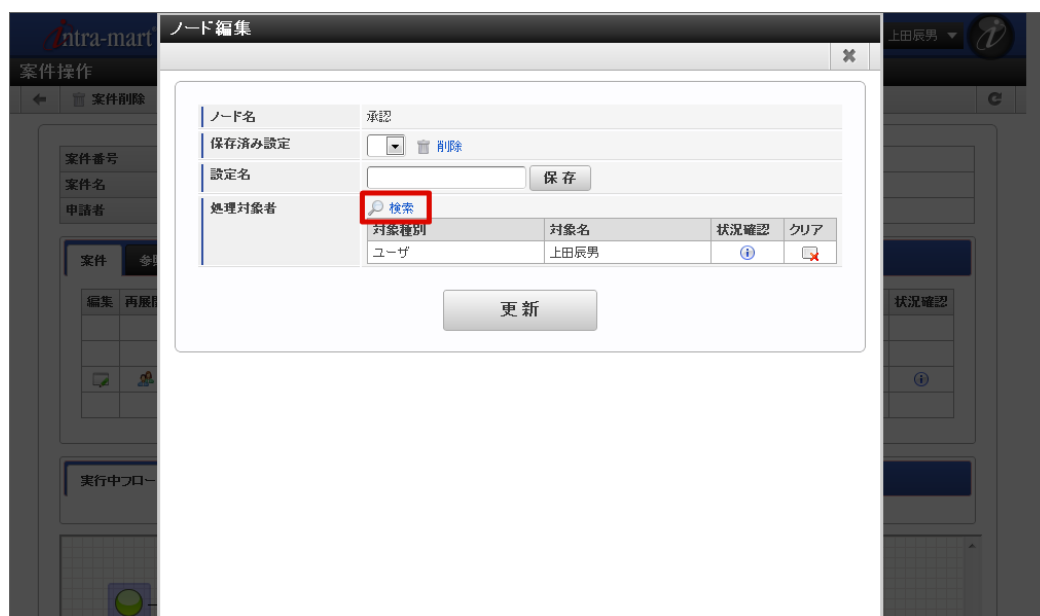 intra-mart
ノード編集
上田辰男
案件操作
案件削除
ノード名 承認
保存済み設定 削除
設定名 保存
処理対象者 検索
対象種別 対象名 状況確認 クリア
ユーザ 上田辰男
更新
案件番号
案件名
申請者
案件
編集 再展開 状況確認
実行中フロー